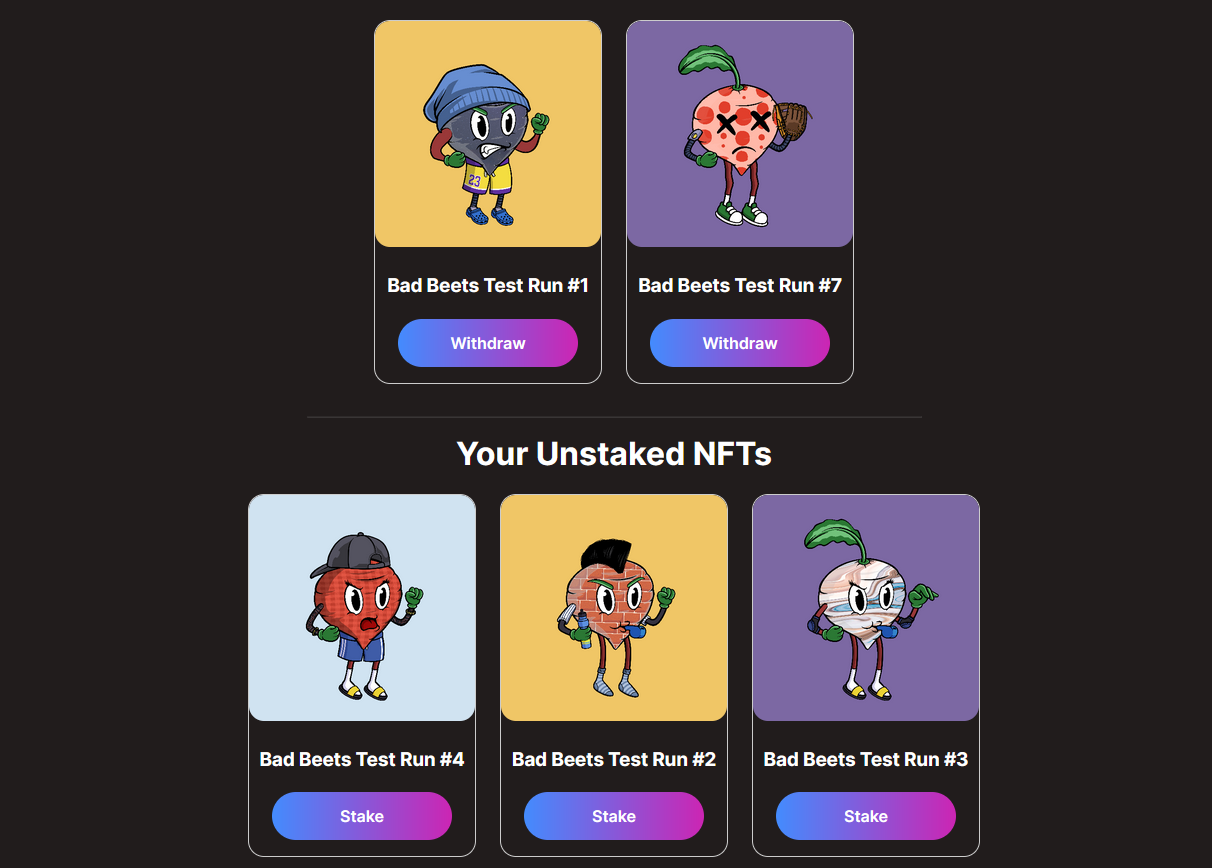 23
Bad Beets Test Run #1
Bad Beets Test Run #7
Withdraw
Withdraw
Your Unstaked NFTs
Bad Beets Test Run #4
Bad Beets Test Run #2
Bad Beets Test Run #3
Stake
Stake
Stake